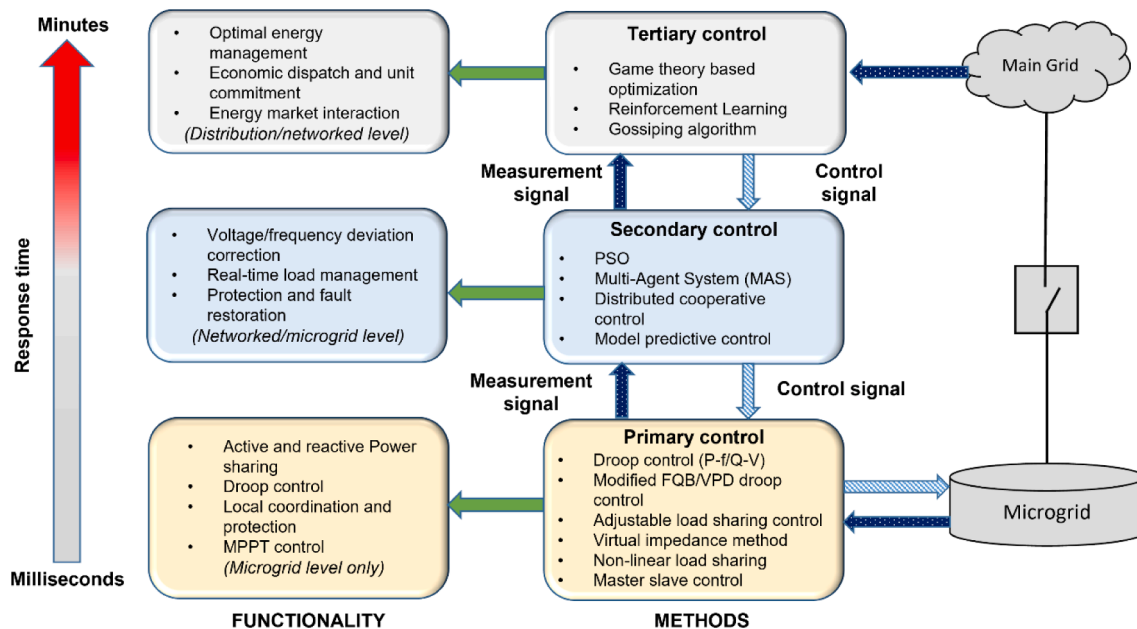 Minutes
Response time
Milliseconds
• Optimal energy
management
• Economic dispatch and unit
commitment
• Energy market interaction
(Distribution/networked level)
Tertiary control
• Game theory based
optimization
• Reinforcement Learning
• Gossiping algorithm
Main Grid
Measurement
signal
Control
signal
• Voltage/frequency deviation
correction
• Real-time load management
• Protection and fault
restoration
(Networked/microgrid level)
Secondary control
• PSO
• Multi-Agent System (MAS)
• Distributed cooperative
control
• Model predictive control
Measurement
signal
Control signal
• Active and reactive Power
sharing
• Droop control
• Local coordination and
protection
• MPPT control
(Microgrid level only)
Primary control
• Droop control (P-f/Q-V)
• Modified FQB/VPD droop
control
• Adjustable load sharing control
• Virtual impedance method
• Non-linear load sharing
• Master slave control
Microgrid
FUNCTIONALITY
METHODS